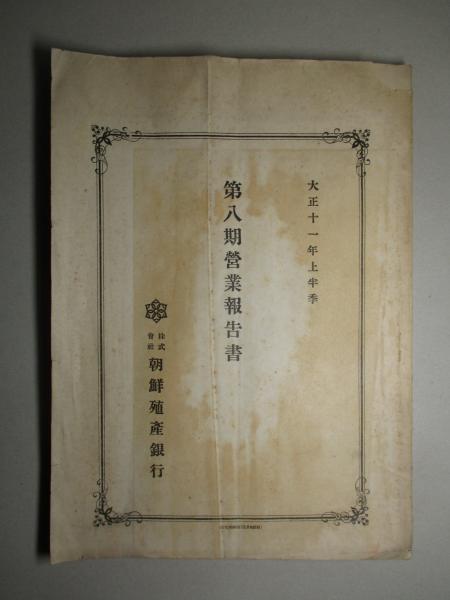 大正十一年上半季
第八期營業報告書
株式會社
朝鮮殖產銀行